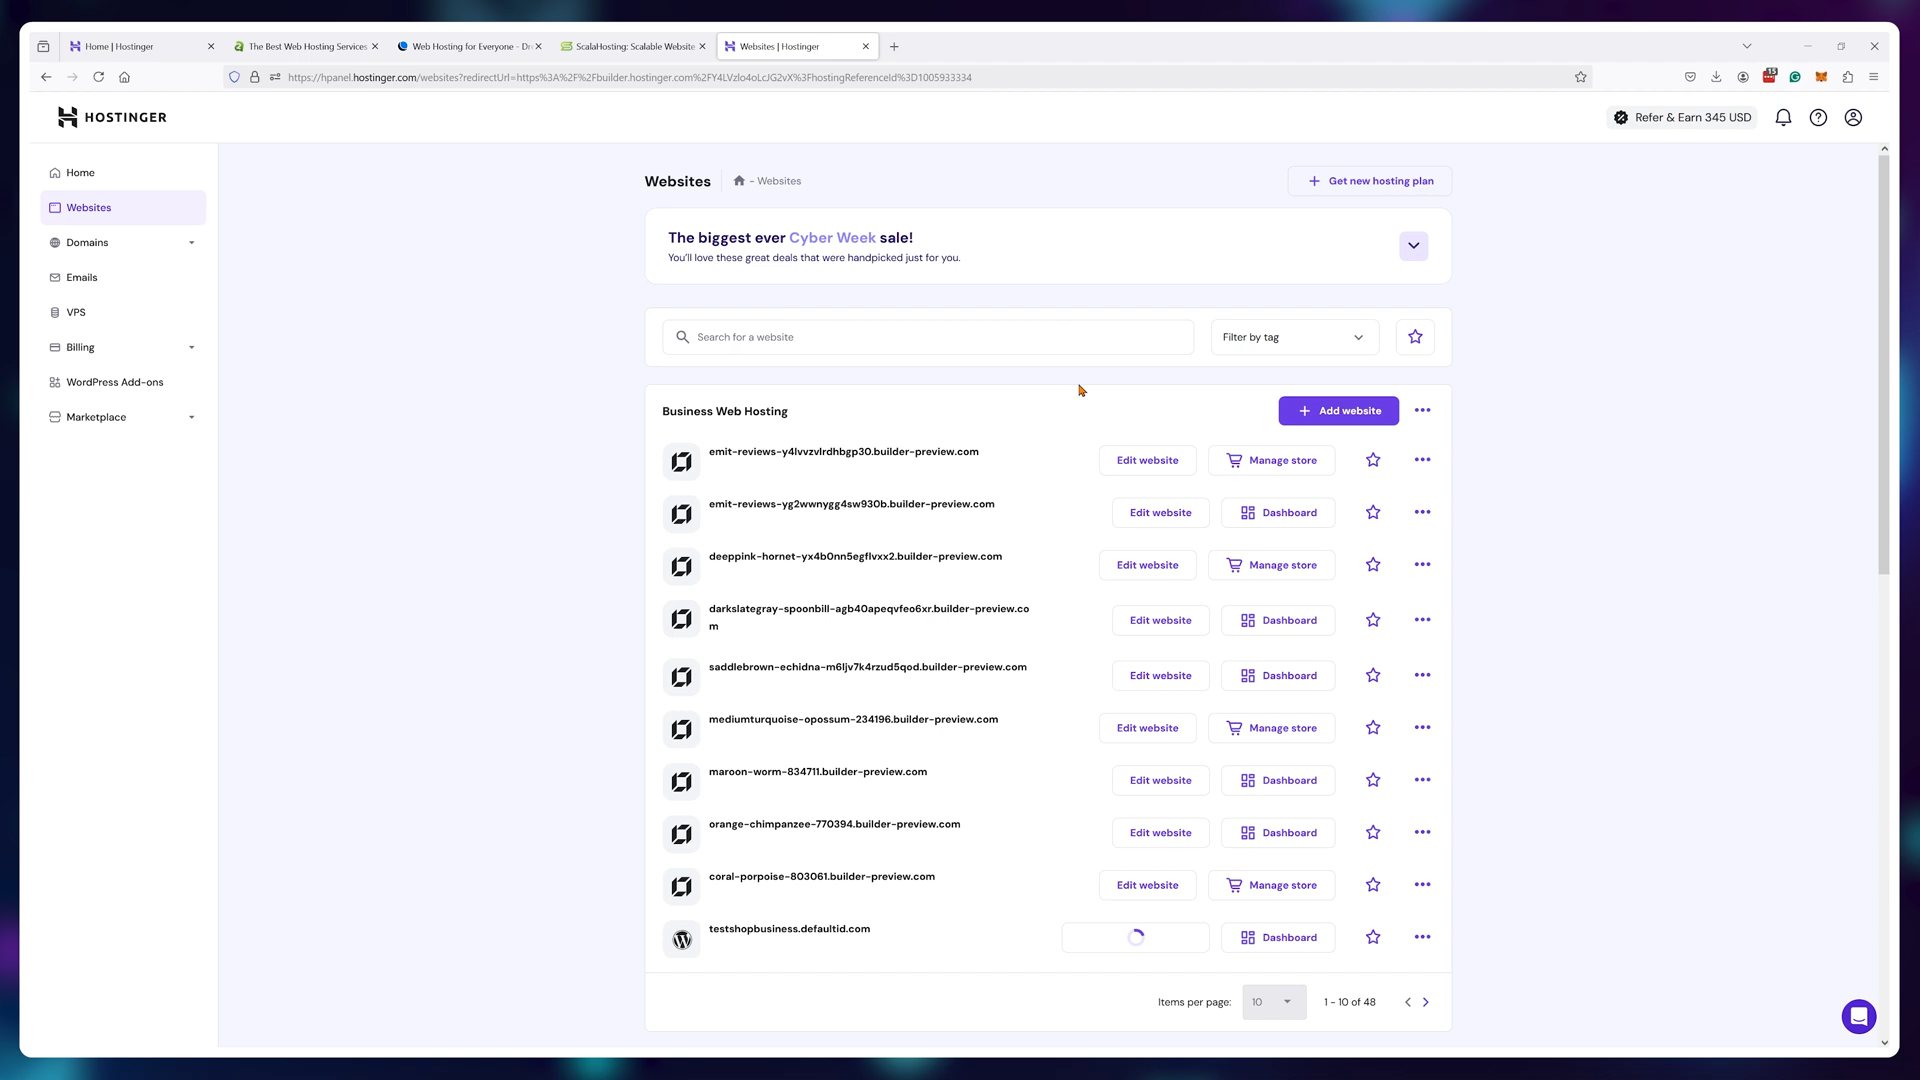 Home | Hostinger
The Best Web Hosting Services
Web Hosting for Everyone - Dr
ScalaHosting: Scalable Website
Websites | Hostinger
https://hpanel.hostinger.com/websites?redirectUrl=https%3A%2F%2Fbuilder.hostinger.com%2FY4LVzlo4oLcJG2vX%3FhostingReferenceId%3D1005933334
15
HOSTINGER
Refer & Earn 345 USD
Home
Websites
Domains
Emails
VPS
Billing
WordPress Add-ons
Marketplace
Websites
- Websites
Get new hosting plan
The biggest ever Cyber Week sale!
You'll love these great deals that were handpicked just for you.
Search for a website
Filter by tag
Business Web Hosting
Add website
emit-reviews-y4lvvzvlrdhbgp30.builder-preview.com
Edit website
Manage store
emit-reviews-yg2wwnygg4sw930b.builder-preview.com
Edit website
Dashboard
deeppink-hornet-yx4b0nn5egflvxx2.builder-preview.com
Edit website
Manage store
darkslategray-spoonbill-agb40apeqvfeo6xr.builder-preview.co
m
Edit website
Dashboard
saddlebrown-echidna-m6ljv7k4rzud5qod.builder-preview.com
Edit website
Dashboard
mediumturquoise-opossum-234196.builder-preview.com
Edit website
Manage store
maroon-worm-834711.builder-preview.com
Edit website
Dashboard
orange-chimpanzee-770394.builder-preview.com
Edit website
Dashboard
coral-porpoise-803061.builder-preview.com
Edit website
Manage store
testshopbusiness.defaultid.com
Dashboard
Items per page:
10
1 - 10 of 48